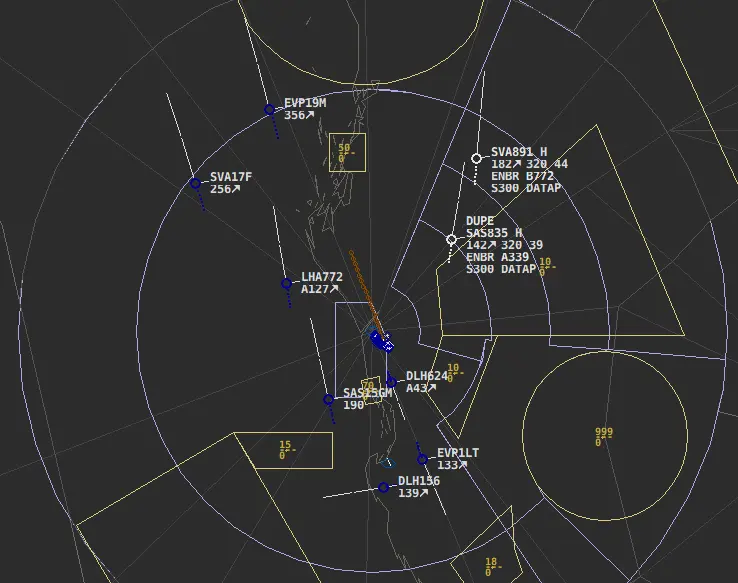 EVP19M
356↗
50
0
SVA891 H
182↗ 320 44
ENBR B772
S300 DATAP
SVA17F
256↗
DUPE
SAS835 H
142↗ 320 39
ENBR A339
S300 DATAP
10
0
LHA772
A127↗
DLH624
A43↗
10
0
SAS15GM
190
70
15
0
EVP1LT
133↗
999
0
DLH156
139↗
18
0